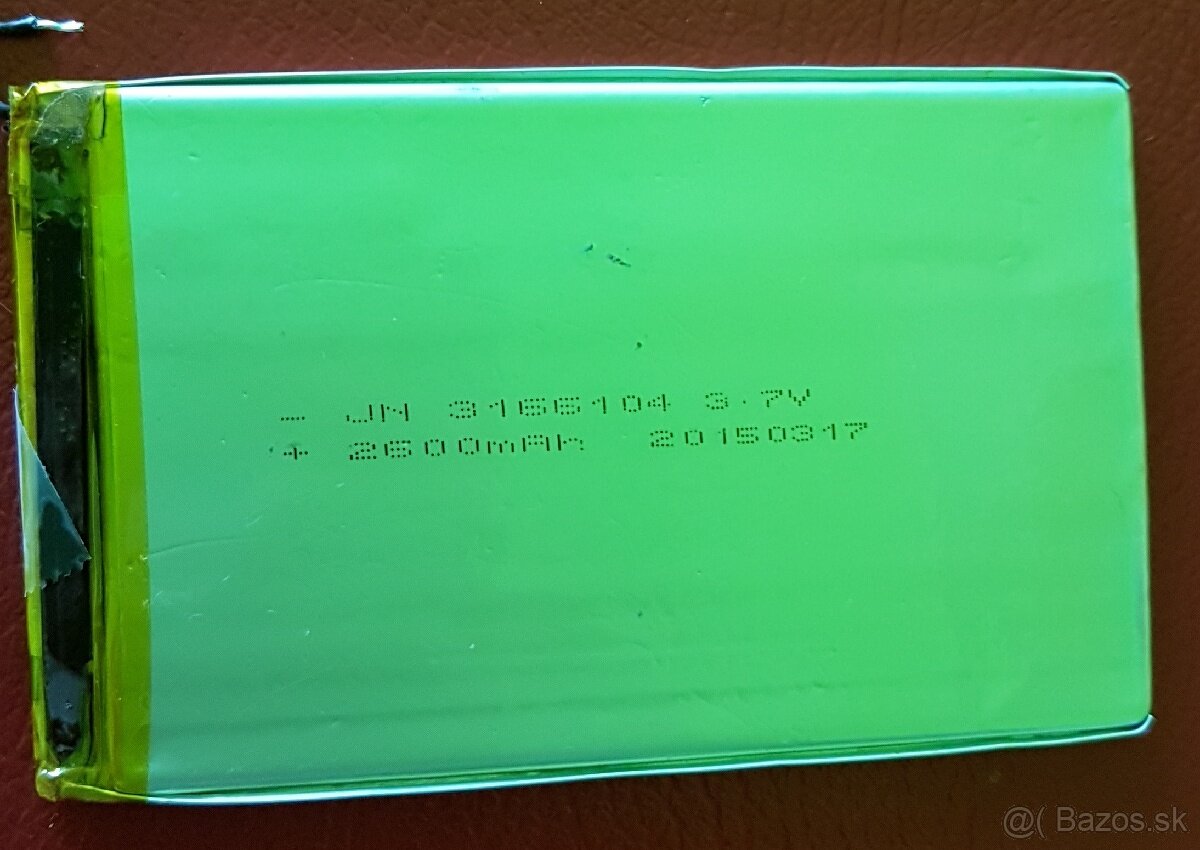 - JN 3166104 3.7V
+ 2600mAh 20150317
@( Bazos.sk